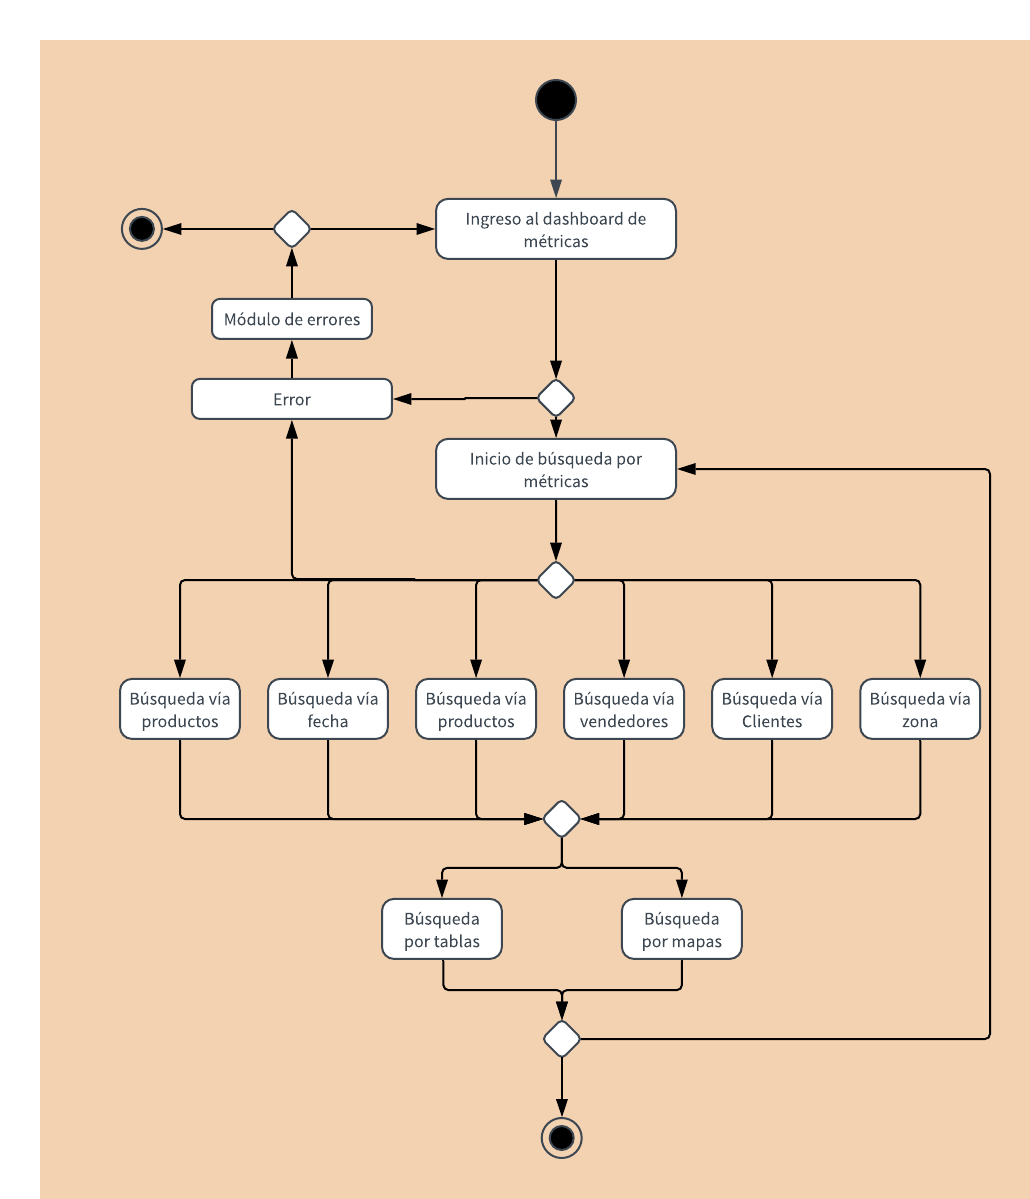 Ingreso al dashboard de
métricas
Módulo de errores
Error
Inicio de búsqueda por
métricas
Búsqueda vía
productos
Búsqueda vía
fecha
Búsqueda vía
productos
Búsqueda vía
vendedores
Búsqueda vía
Clientes
Búsqueda vía
zona
Búsqueda
por tablas
Búsqueda
por mapas